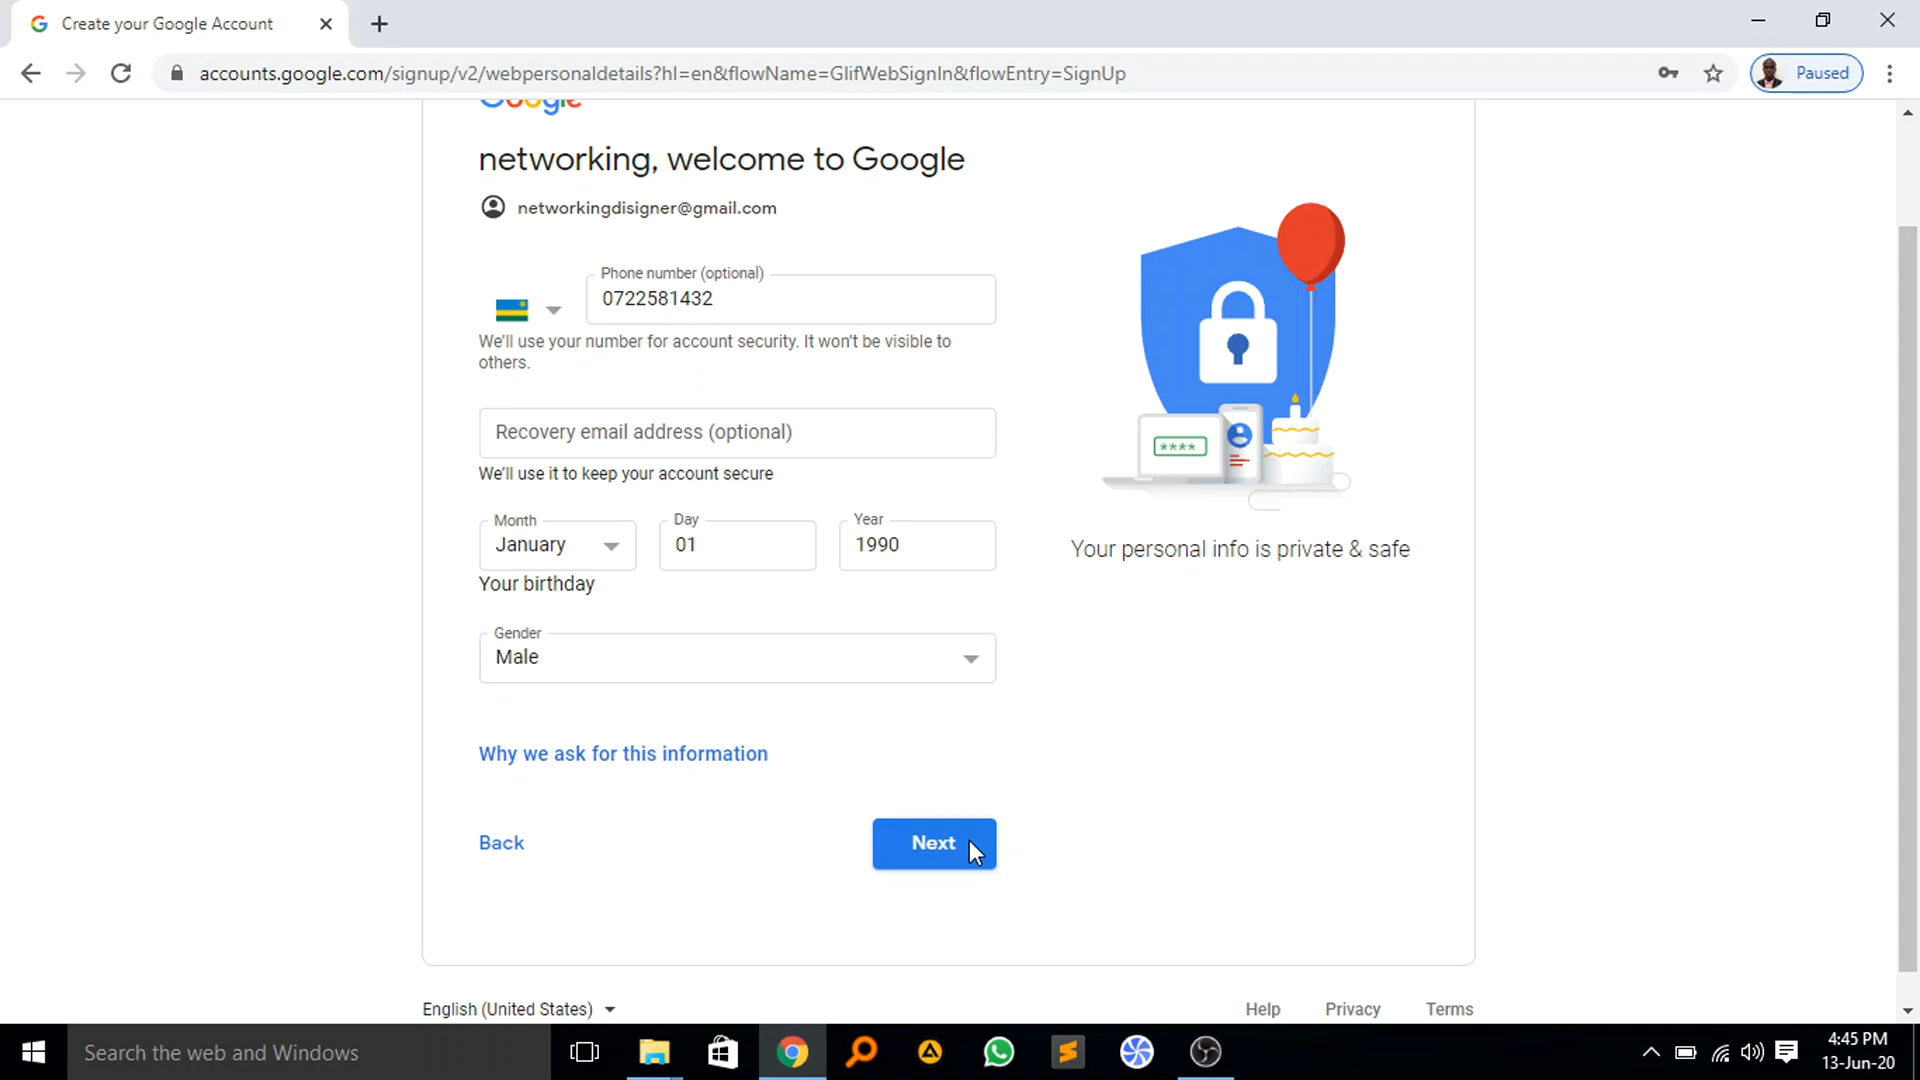 Create your Google Account
accounts.google.com/signup/v2/webpersonaldetails?hl=en&flowName=GlifWebSignIn&flowEntry=SignUp
Paused
Google
networking, welcome to Google
networkingdisigner@gmail.com
Phone number (optional)
0722581432
We'll use your number for account security. It won't be visible to
others.
Recovery email address (optional)
We'll use it to keep your account secure
Month
Day
Year
January
01
1990
Your birthday
Gender
Male
Why we ask for this information
Back
Next
****
Your personal info is private & safe
English (United States)
Help
Privacy
Terms
Search the web and Windows
4:45 PM
13-Jun-20